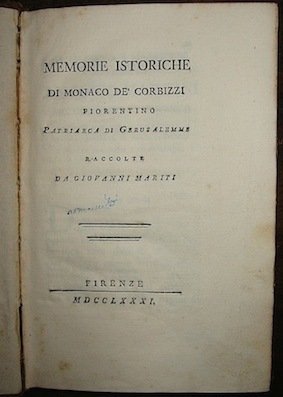 MEMORIE ISTORICHE
DI MONACO DE' CORBIZZI
FIORENTINO
PATRIARCA DI GERUSALEMME
RACCOLTE
DA GIOVANNI MARITI
FIRENZE
MDCCLXXXI.